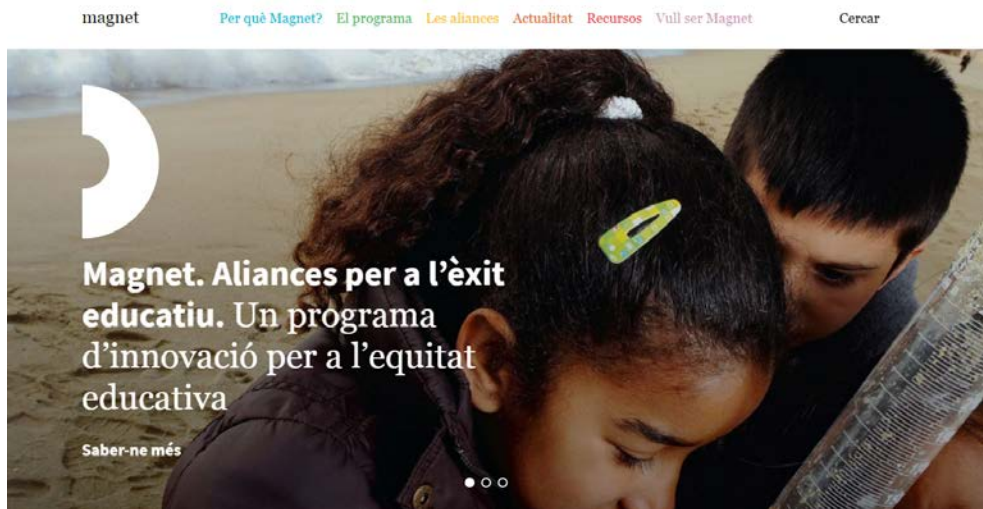 magnet Per què Magnet? El programa Les aliances Actualitat Recursos Vull ser Magnet Cercar
Magnet. Aliances per a l'èxit
educatiu. Un programa
d'innovació per a l'equitat
educativa
Saber-ne més